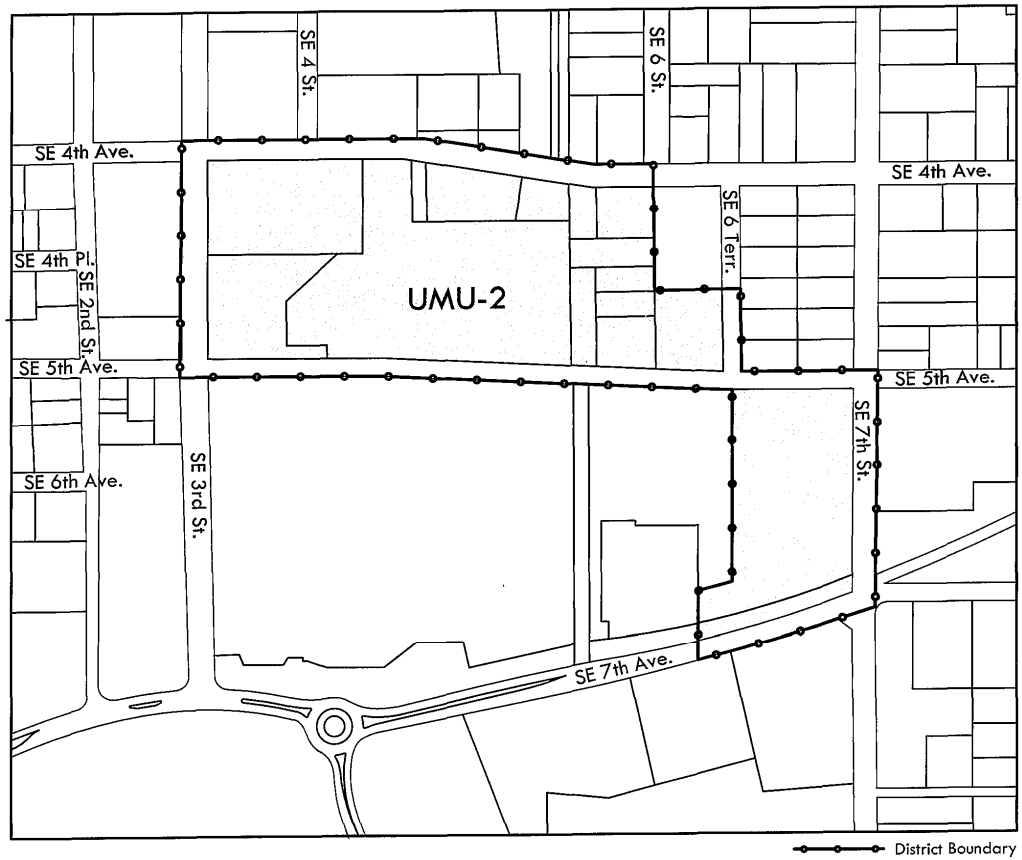 SE 4 St.
SE 6 St.
SE 4th Ave.
SE 4th Ave.
SE 6 Terr.
SE 4th Pl.
SE 2nd St.
UMU-2
SE 5th Ave.
SE 5th Ave.
SE 7th St.
SE 3rd St.
SE 6th Ave.
SE 7th Ave.
District Boundary